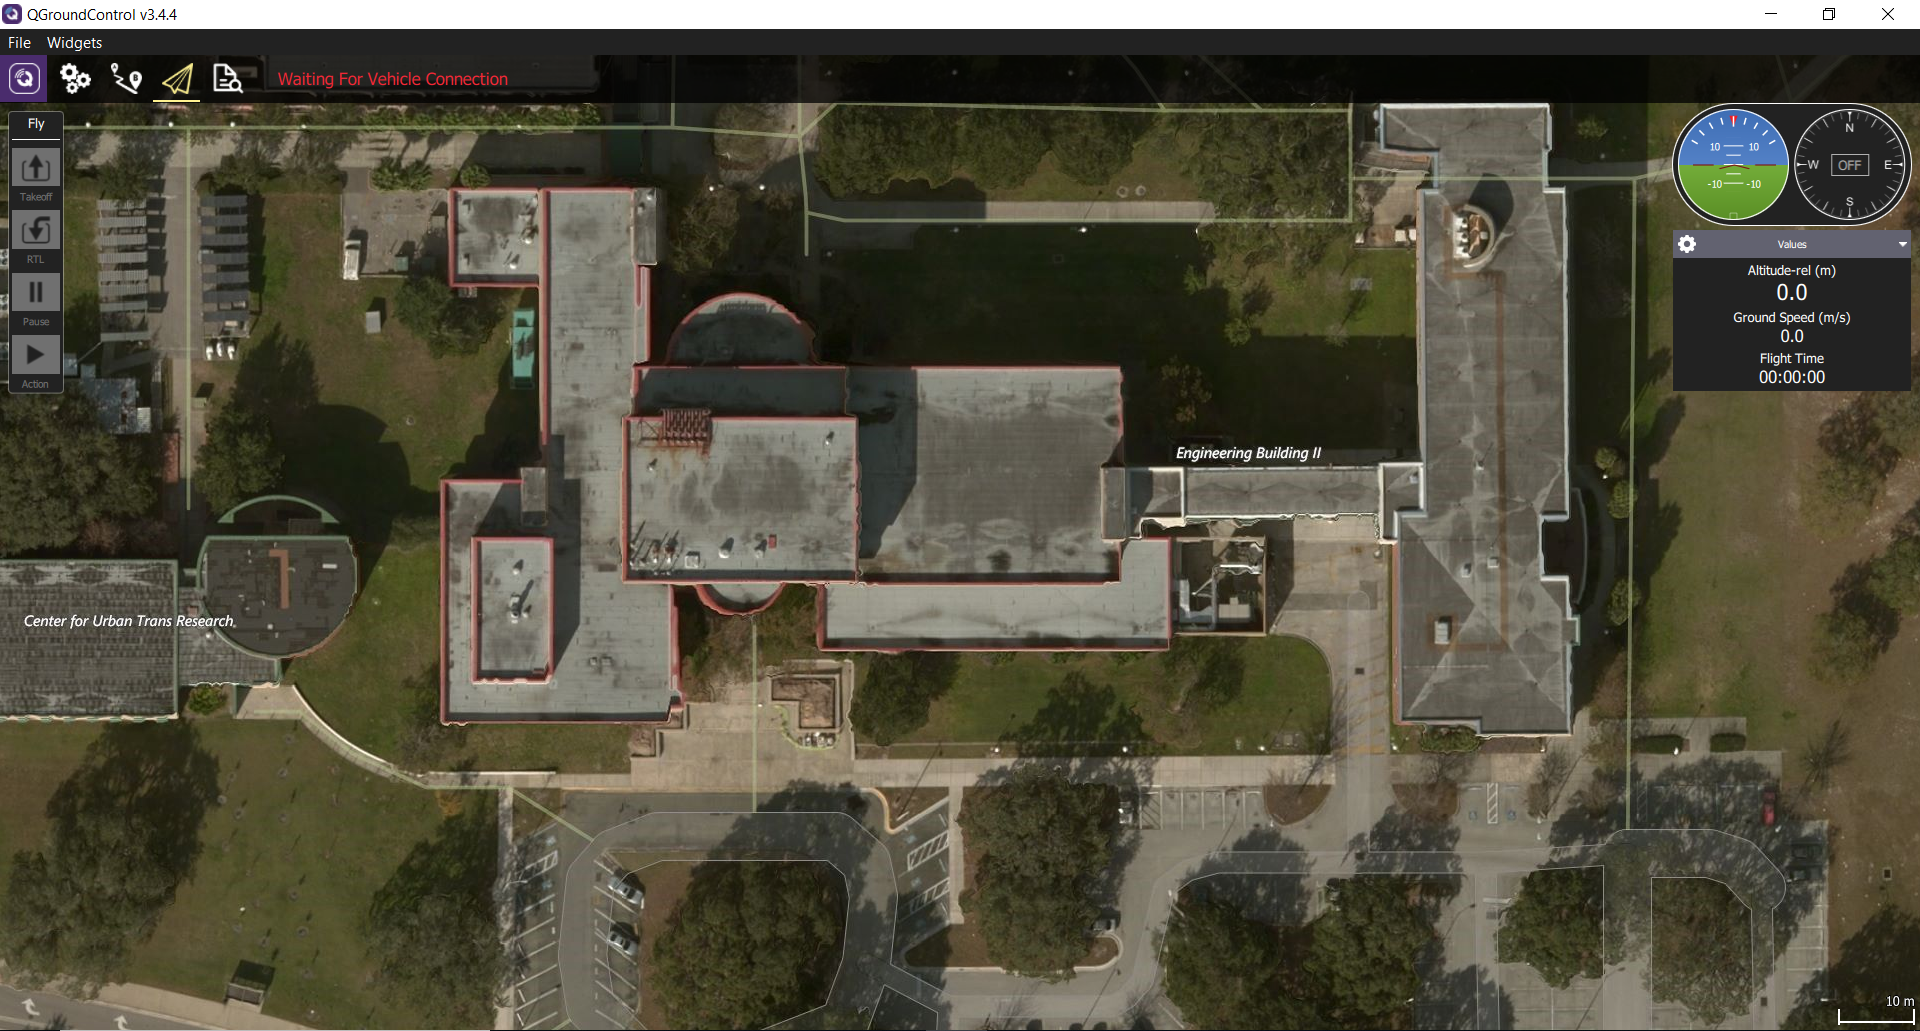 QGroundControl v3.4.4
File Widgets
Waiting For Vehicle Connection
Fly
Takeoff
RTL
Pause
Action
10 10
-10 -10
N
W OFF E
S
Values
Altitude-rel (m)
0.0
Ground Speed (m/s)
0.0
Flight Time
00:00:00
Engineering Building II
Center for Urban Trans Research
10 m